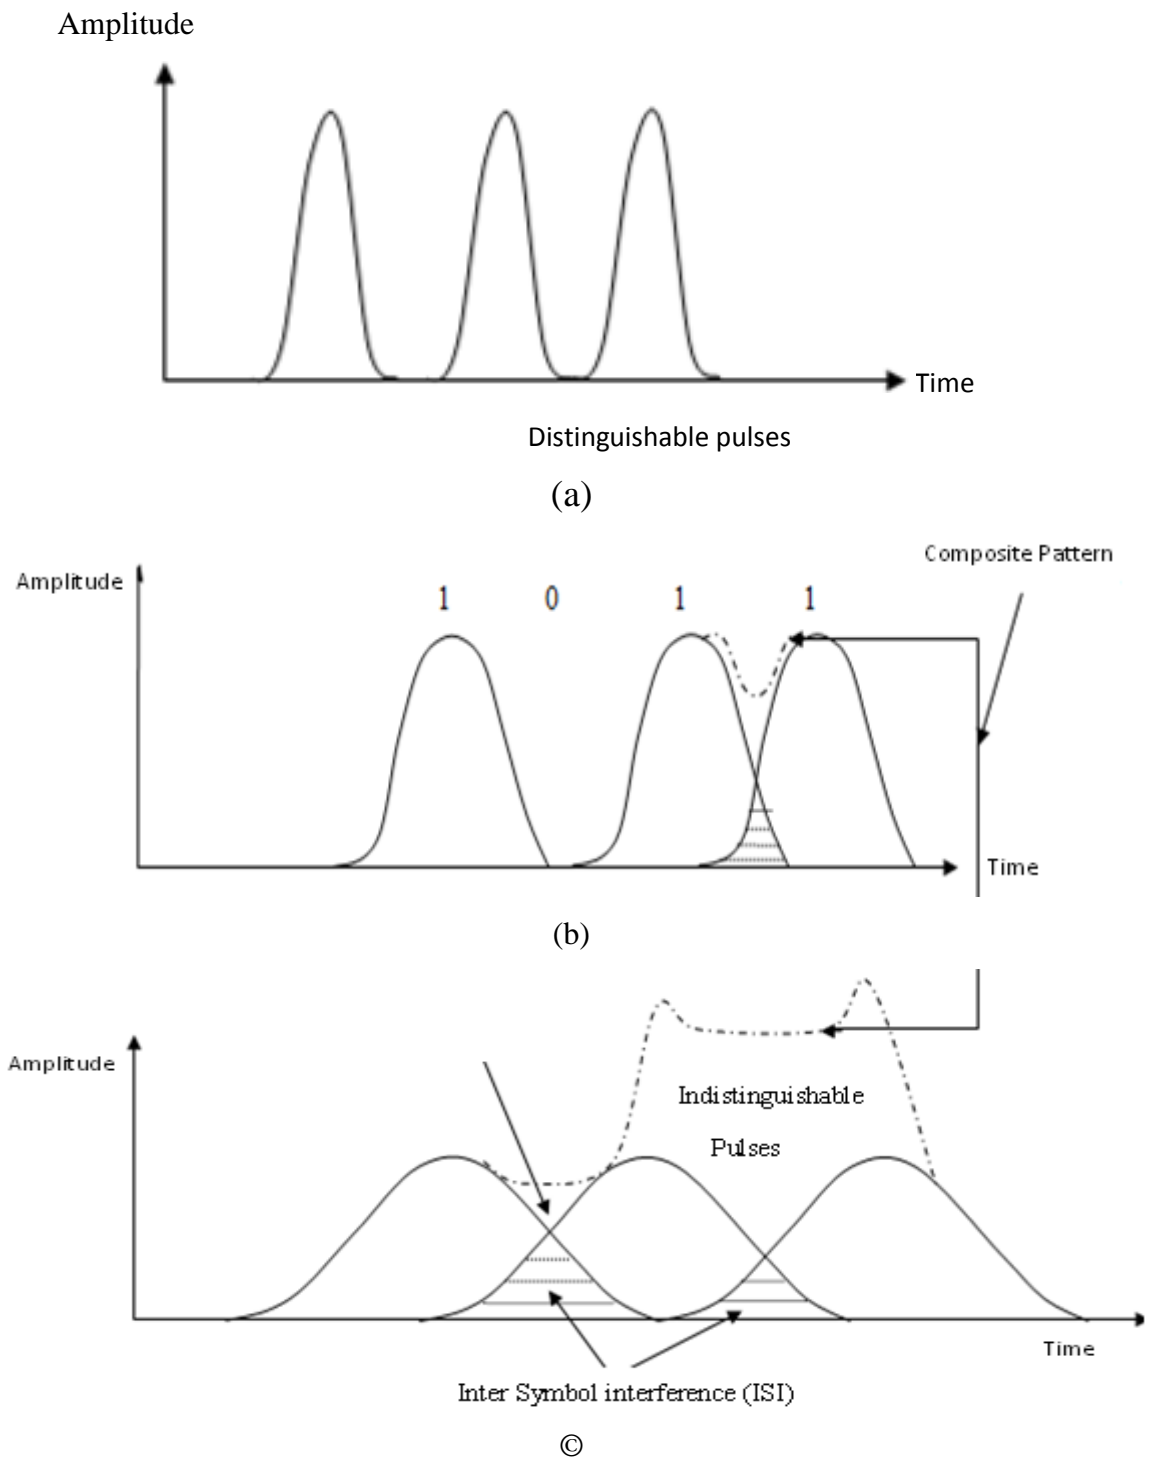 Amplitude
Time
Distinguishable pulses
(a)
Composite Pattern
Amplitude
1 0 1 1
Time
(b)
Amplitude
Indistinguishable
Pulses
Time
Inter Symbol interference (ISI)
©